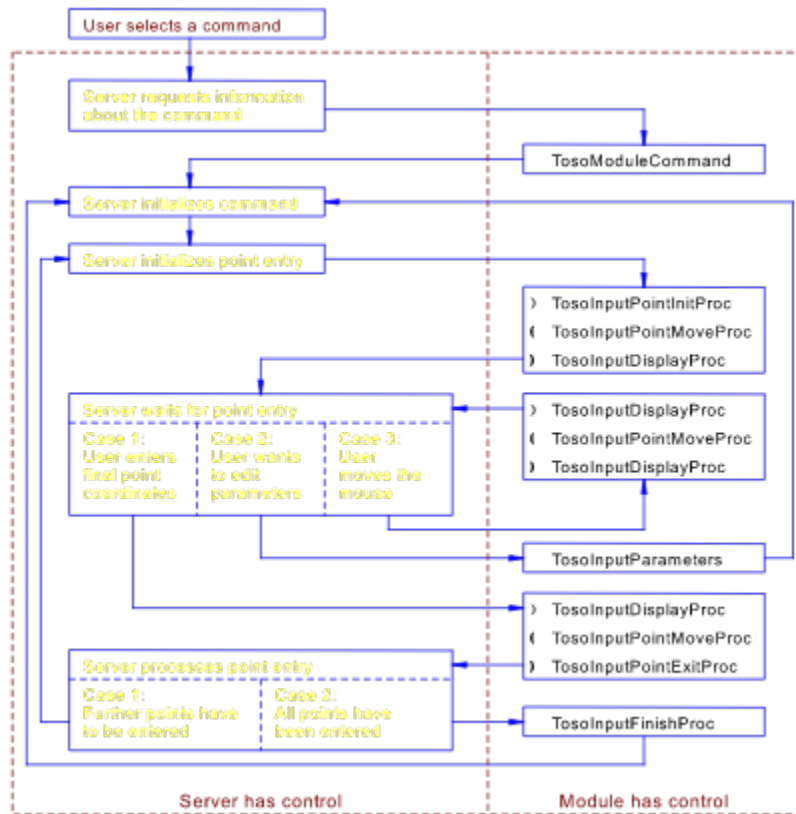 User selects a command
Server requests information
about the command
TosoModuleCommand
Server initializes command
Server initializes point entry
) TosoInputPointInitProc
( TosoInputPointMoveProc
) TosoInputDisplayProc
Server waits for point entry
Case 1:
User enters
final point
coordinates
Case 2:
User wants
to edit
parameters
Case 3:
User
moves the
mouse
) TosoInputDisplayProc
( TosoInputPointMoveProc
) TosoInputDisplayProc
TosoInputParameters
) TosoInputDisplayProc
( TosoInputPointMoveProc
) TosoInputPointExitProc
Server processes point entry
Case 1:
Further points have
to be entered
Case 2:
All points have
been entered
TosoInputFinishProc
Server has control
Module has control